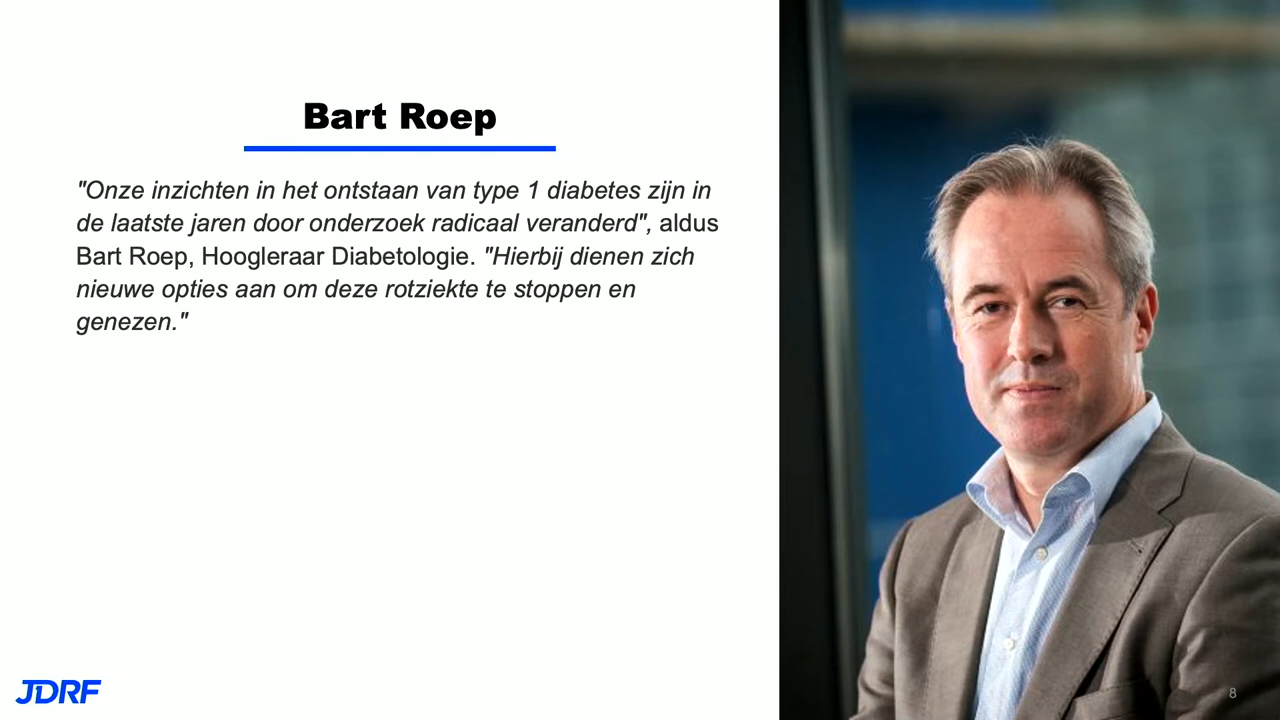 Bart Roep
"Onze inzichten in het ontstaan van type 1 diabetes zijn in
de laatste jaren door onderzoek radicaal veranderd", aldus
Bart Roep, Hoogleraar Diabetologie. "Hierbij dienen zich
nieuwe opties aan om deze rotziekte te stoppen en
genezen."
JDRF
8